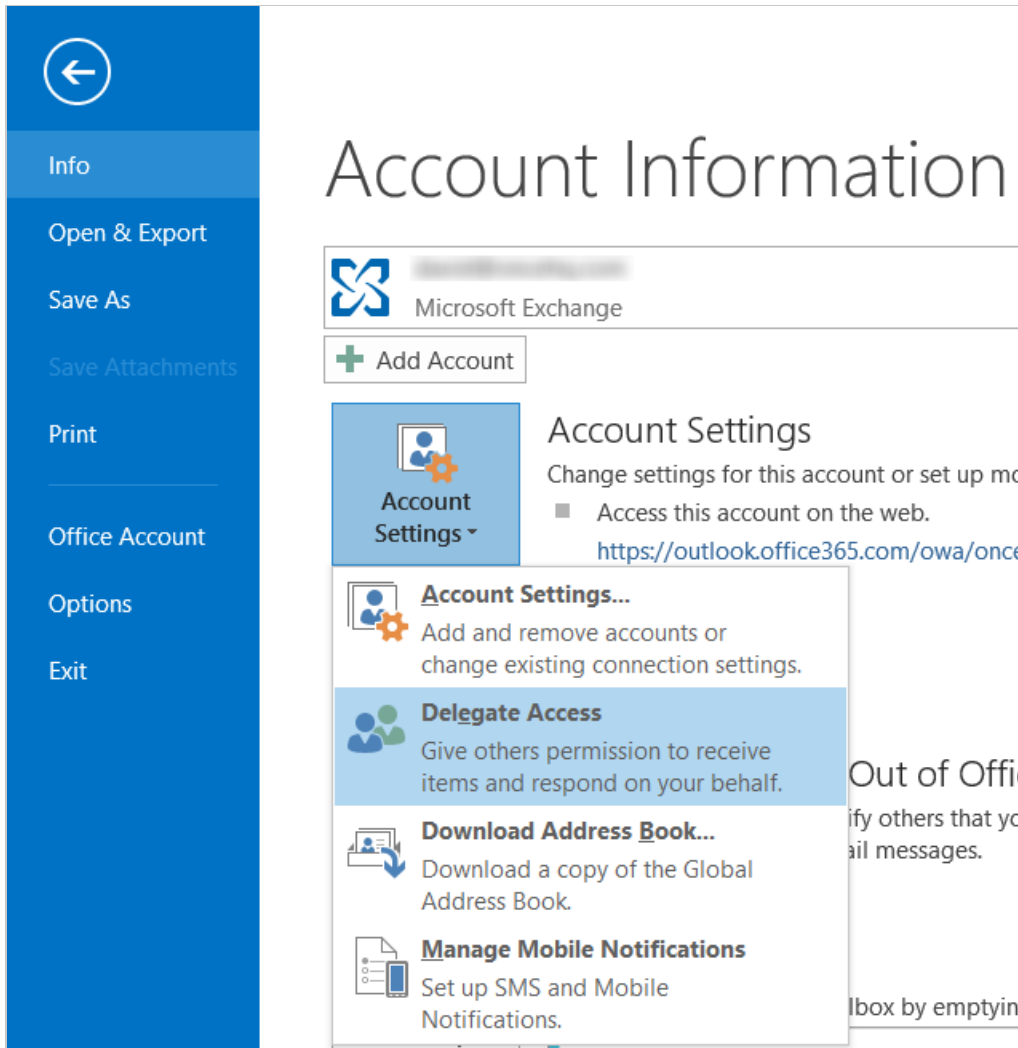 Info
Open & Export
Save As
Save Attachments
Print
Office Account
Options
Exit
Account Information
Microsoft Exchange
Add Account
Account
Settings
Account Settings
Change settings for this account or set up mo
Access this account on the web.
https://outlook.office365.com/owa/once
Account Settings...
Add and remove accounts or
change existing connection settings.
Delegate Access
Give others permission to receive
items and respond on your behalf.
Download Address Book...
Download a copy of the Global
Address Book.
Manage Mobile Notifications
Set up SMS and Mobile
Notifications.
Out of Offi
ify others that yo
ail messages.
lbox by emptyin